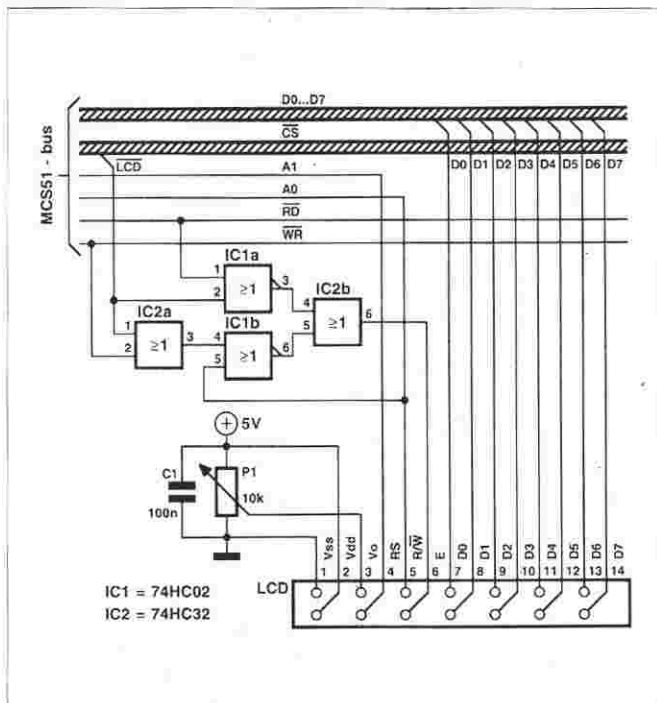 D0...D7
CS
MCS51 - bus
LCD
D0 D1 D2 D3 D4 D5 D6 D7
A1
A0
RD
WR
IC1a
1
2
≥1
3
IC2b
4
5
≥1
6
IC2a
1
2
≥1
3
IC1b
4
5
≥1
6
5V
C1
100n
P1
10k
Vss Vdd Vo RS R/W E D0 D1 D2 D3 D4 D5 D6 D7
1 2 3 4 5 6 7 8 9 10 11 12 13 14
LCD
IC1 = 74HC02
IC2 = 74HC32